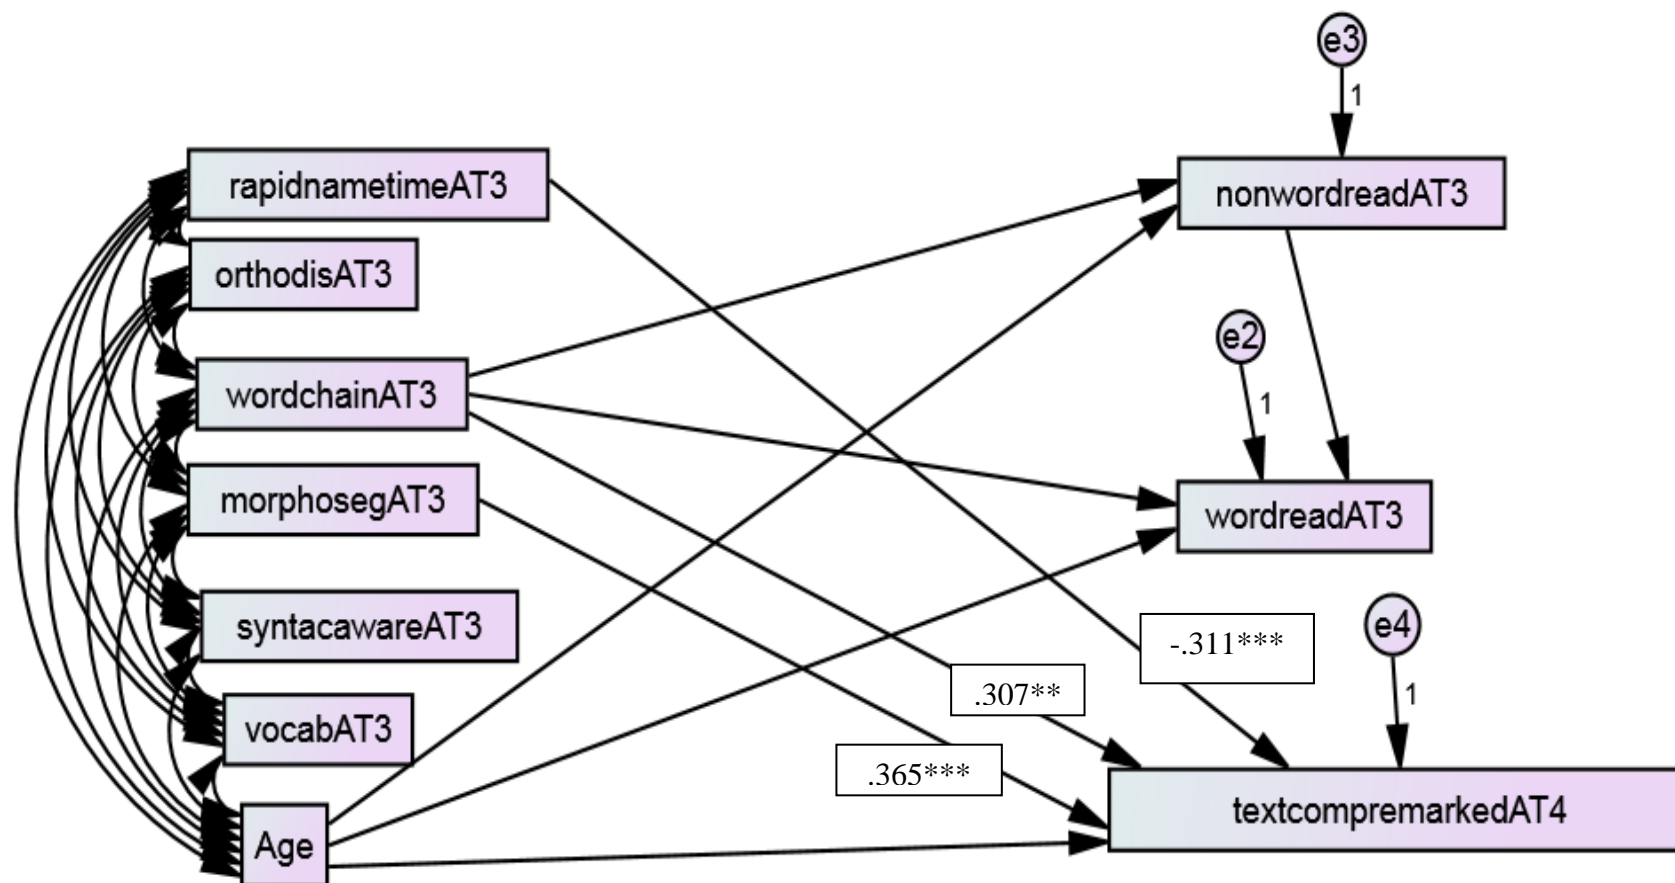 e3
1
rapidnametimeAT3
nonwordreadAT3
orthodisAT3
e2
1
wordchainAT3
morphosegAT3
wordreadAT3
syntacawareAT3
e4
-.311***
1
.307**
vocabAT3
.365***
textcompremarkedAT4
Age